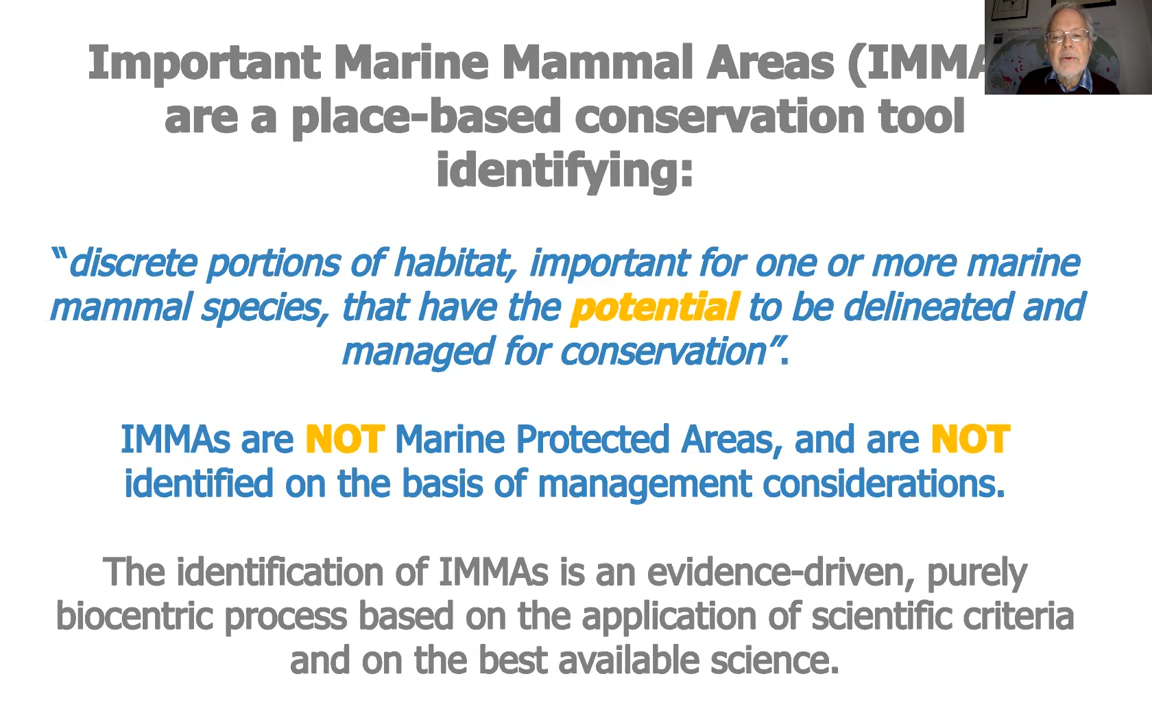 Important Marine Mammal Areas (IMMA
are a place-based conservation tool
identifying:
“discrete portions of habitat, important for one or more marine
mammal species, that have the potential to be delineated and
managed for conservation”.
IMMAs are NOT Marine Protected Areas, and are NOT
identified on the basis of management considerations.
The identification of IMMAs is an evidence-driven, purely
biocentric process based on the application of scientific criteria
and on the best available science.